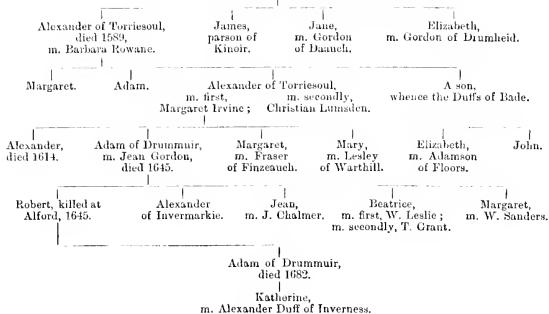 Alexander of Torriesoul, James, Jane, Elizabeth,
died 1589, parson of m. Gordon m. Gordon of Drumheid.
m. Barbara Rowane. Kinoir. of Daauch.
Margaret. Adam. Alexander of Torriesoul, A son,
m. first, m. secondly, whence the Duffs of Bade.
Margaret Irvine; Christian Lumsden.
Alexander, Adam of Drummuir, Margaret, Mary, Elizabeth, John.
died 1614. m. Jean Gordon, m. Fraser m. Lesley m. Adamson
died 1645. of Finzeauch. of Warthill. of Floors.
Robert, killed at Alexander Jean, Beatrice, Margaret,
Alford, 1645. of Invermarkie. m. J. Chalmer. m. first, W. Leslie; m. W. Sanders.
m. secondly, T. Grant.
Adam of Drummuir,
died 1682.
Katherine,
m. Alexander Duff of Inverness.